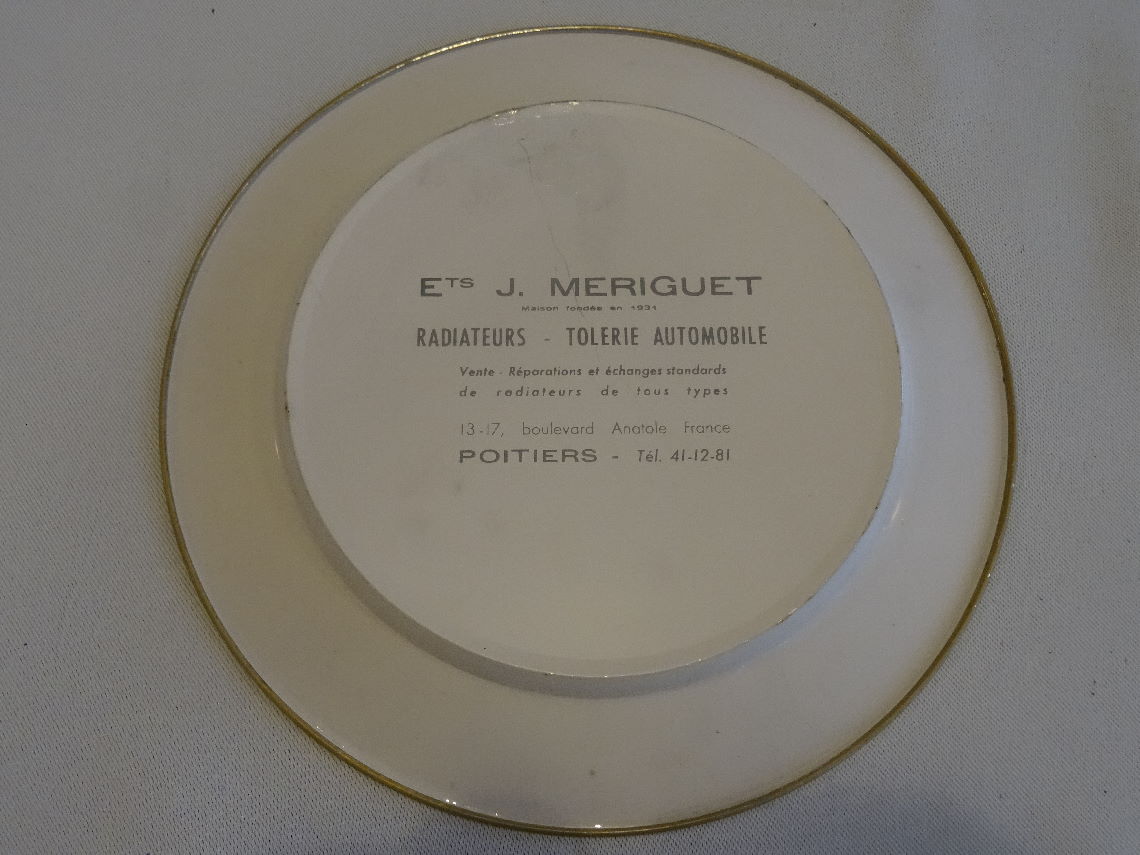 ETS J. MERIGUET
Maison fondée en 1931
RADIATEURS - TOLERIE AUTOMOBILE
Vente - Réparations et échanges standards
de radiateurs de tous types
13-17, boulevard Anatole France
POITIERS - Tél. 41-12-81